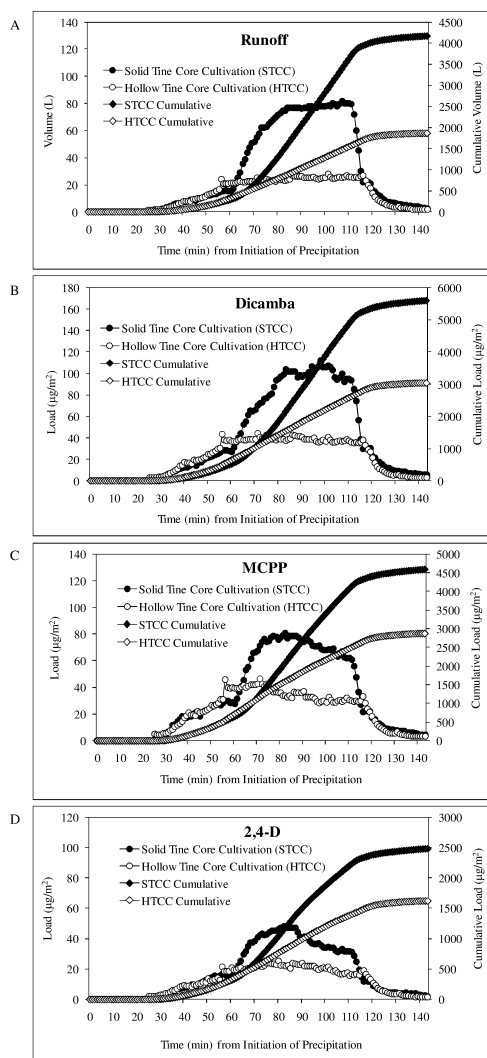 A
Runoff
Solid Tine Core Cultivation (STCC)
Hollow Tine Core Cultivation (HTCC)
STCC Cumulative
HTCC Cumulative
Volume (L)
Cumulative Volume (L)
140
120
100
80
60
40
20
0
4500
4000
3500
3000
2500
2000
1500
1000
500
0
0 10 20 30 40 50 60 70 80 90 100 110 120 130 140
Time (min) from Initiation of Precipitation
B
Dicamba
Solid Tine Core Cultivation (STCC)
Hollow Tine Core Cultivation (HTCC)
STCC Cumulative
HTCC Cumulative
Load (µg/m²)
Cumulative Load (µg/m²)
180
160
140
120
100
80
60
40
20
0
6000
5000
4000
3000
2000
1000
0
0 10 20 30 40 50 60 70 80 90 100 110 120 130 140
Time (min) from Initiation of Precipitation
C
MCPP
Solid Tine Core Cultivation (STCC)
Hollow Tine Core Cultivation (HTCC)
STCC Cumulative
HTCC Cumulative
Load (µg/m²)
Cumulative Load (µg/m²)
140
120
100
80
60
40
20
0
5000
4500
4000
3500
3000
2500
2000
1500
1000
500
0
0 10 20 30 40 50 60 70 80 90 100 110 120 130 140
Time (min) from Initiation of Precipitation
D
2,4-D
Solid Tine Core Cultivation (STCC)
Hollow Tine Core Cultivation (HTCC)
STCC Cumulative
HTCC Cumulative
Load (µg/m²)
Cumulative Load (µg/m²)
120
100
80
60
40
20
0
3000
2500
2000
1500
1000
500
0
0 10 20 30 40 50 60 70 80 90 100 110 120 130 140
Time (min) from Initiation of Precipitation